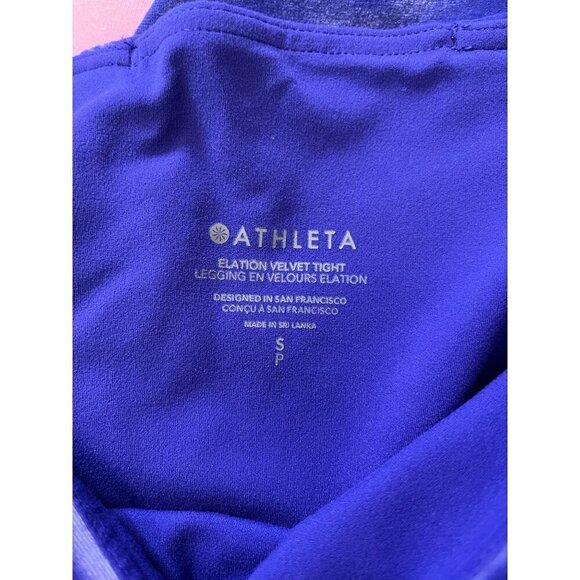 ATHLETA
ELATION VELVET TIGHT
LEGGING EN VELOURS ELATION
DESIGNED IN SAN FRANCISCO
CONÇU À SAN FRANCISCO
MADE IN SRI LANKA
S
P